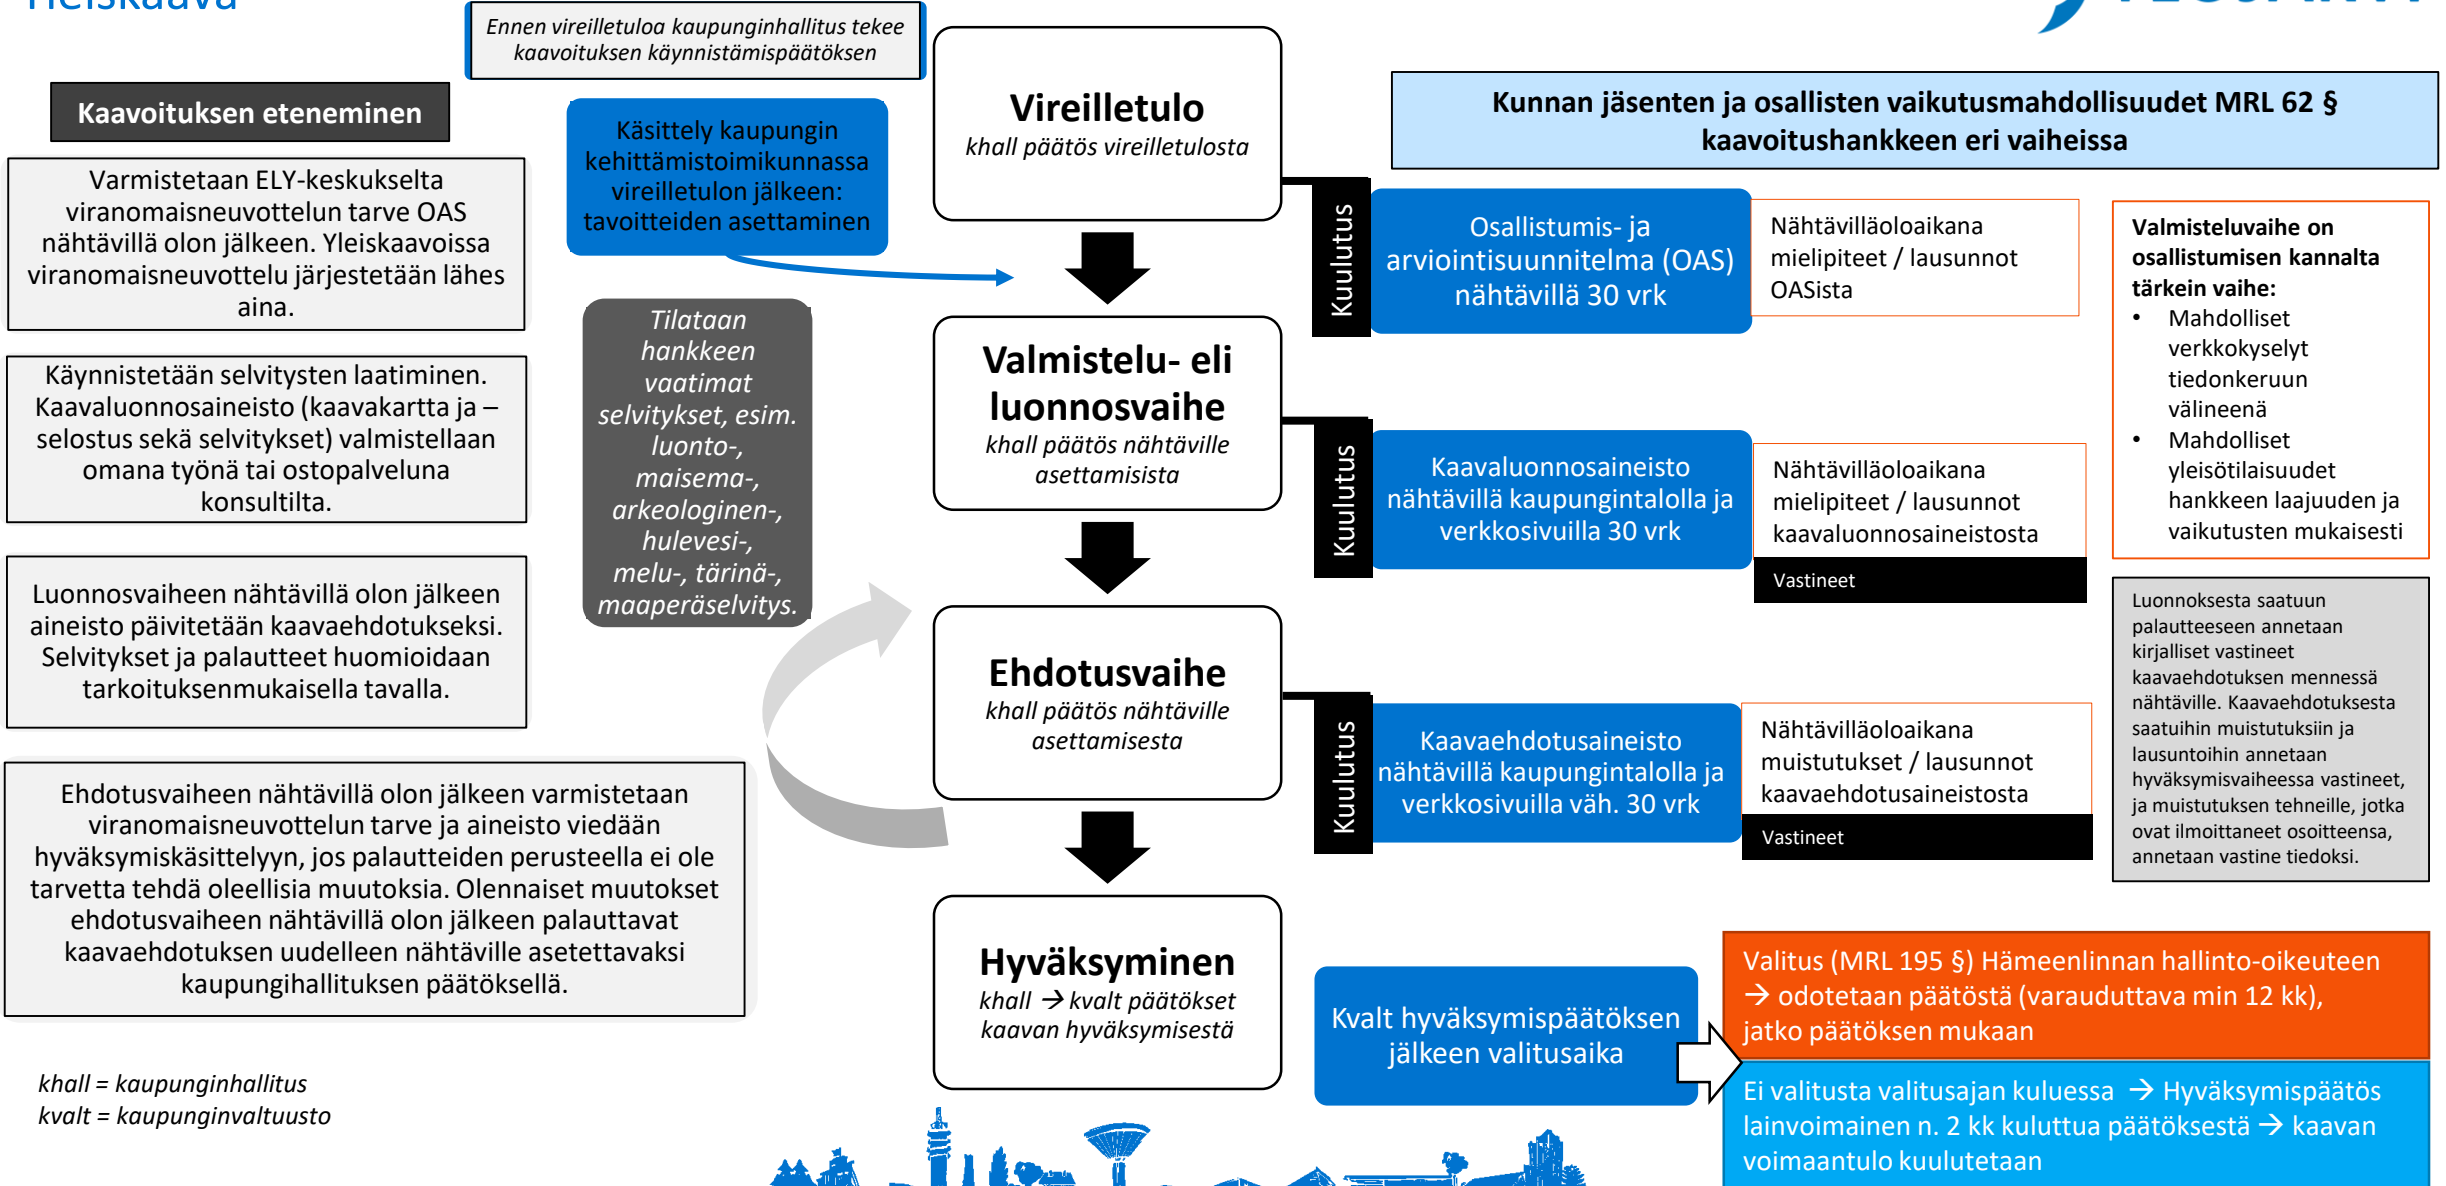 Yleiskaava
Ennen vireilletuloa kaupunginhallitus tekee
kaavoituksen käynnistämispäätöksen
Kaavoituksen eteneminen
Varmistetaan ELY-keskukselta
viranomaisneuvottelun tarve OAS
nähtävillä olon jälkeen. Yleiskaavoissa
viranomaisneuvottelu järjestetään lähes
aina.
Käynnistetään selvitysten laatiminen.
Kaavaluonnosaineisto (kaavakartta ja –
selostus sekä selvitykset) valmistellaan
omana työnä tai ostopalveluna
konsultilta.
Luonnosvaiheen nähtävillä olon jälkeen
aineisto päivitetään kaavaehdotukseksi.
Selvitykset ja palautteet huomioidaan
tarkoituksenmukaisella tavalla.
Ehdotusvaiheen nähtävillä olon jälkeen varmistetaan
viranomaisneuvottelun tarve ja aineisto viedään
hyväksymiskäsittelyyn, jos palautteiden perusteella ei ole
tarvetta tehdä oleellisia muutoksia. Olennaiset muutokset
ehdotusvaiheen nähtävillä olon jälkeen palauttavat
kaavaehdotuksen uudelleen nähtäville asetettavaksi
kaupungihallituksen päätöksellä.
khall = kaupunginhallitus
kvalt = kaupunginvaltuusto
Käsittely kaupungin
kehittämistoimikunnassa
vireilletulon jälkeen:
tavoitteiden asettaminen
Tilataan
hankkeen
vaatimat
selvitykset, esim.
luonto-,
maisema-,
arkeologinen-,
hulevesi-,
melu-, tärinä-,
maaperäselvitys.
Vireilletulo
khall päätös vireilletulosta
Valmistelu- eli
luonnosvaihe
khall päätös nähtäville
asettamisista
Ehdotusvaihe
khall päätös nähtäville
asettamisesta
Hyväksyminen
khall → kvalt päätökset
kaavan hyväksymisestä
Kunnan jäsenten ja osallisten vaikutusmahdollisuudet MRL 62 §
kaavoitushankkeen eri vaiheissa
Kuulutus
Osallistumis- ja
arviointisuunnitelma (OAS)
nähtävillä 30 vrk
Nähtävilläoloaikana
mielipiteet / lausunnot
OASista
Kuulutus
Kaavaluonnosaineisto
nähtävillä kaupungintalolla ja
verkkosivuilla 30 vrk
Nähtävilläoloaikana
mielipiteet / lausunnot
kaavaluonnosaineistosta
Vastineet
Kuulutus
Kaavaehdotusaineisto
nähtävillä kaupungintalolla ja
verkkosivuilla väh. 30 vrk
Nähtävilläoloaikana
muistutukset / lausunnot
kaavaehdotusaineistosta
Vastineet
Valmisteluvaihe on
osallistumisen kannalta
tärkein vaihe:
• Mahdolliset
verkkokyselyt
tiedonkeruun
välineenä
• Mahdolliset
yleisötilaisuudet
hankkeen laajuuden ja
vaikutusten mukaisesti
Luonnoksesta saatuun
palautteeseen annetaan
kirjalliset vastineet
kaavaehdotuksen mennessä
nähtäville. Kaavaehdotuksesta
saatuihin muistutuksiin ja
lausuntoihin annetaan
hyväksymisvaiheessa vastineet,
ja muistutuksen tehneille, jotka
ovat ilmoittaneet osoitteensa,
annetaan vastine tiedoksi.
Kvalt hyväksymispäätöksen
jälkeen valitusaika
Valitus (MRL 195 §) Hämeenlinnan hallinto-oikeuteen
→ odotetaan päätöstä (varauduttava min 12 kk),
jatko päätöksen mukaan
Ei valitusta valitusajan kuluessa → Hyväksymispäätös
lainvoimainen n. 2 kk kuluttua päätöksestä → kaavan
voimaantulo kuulutetaan